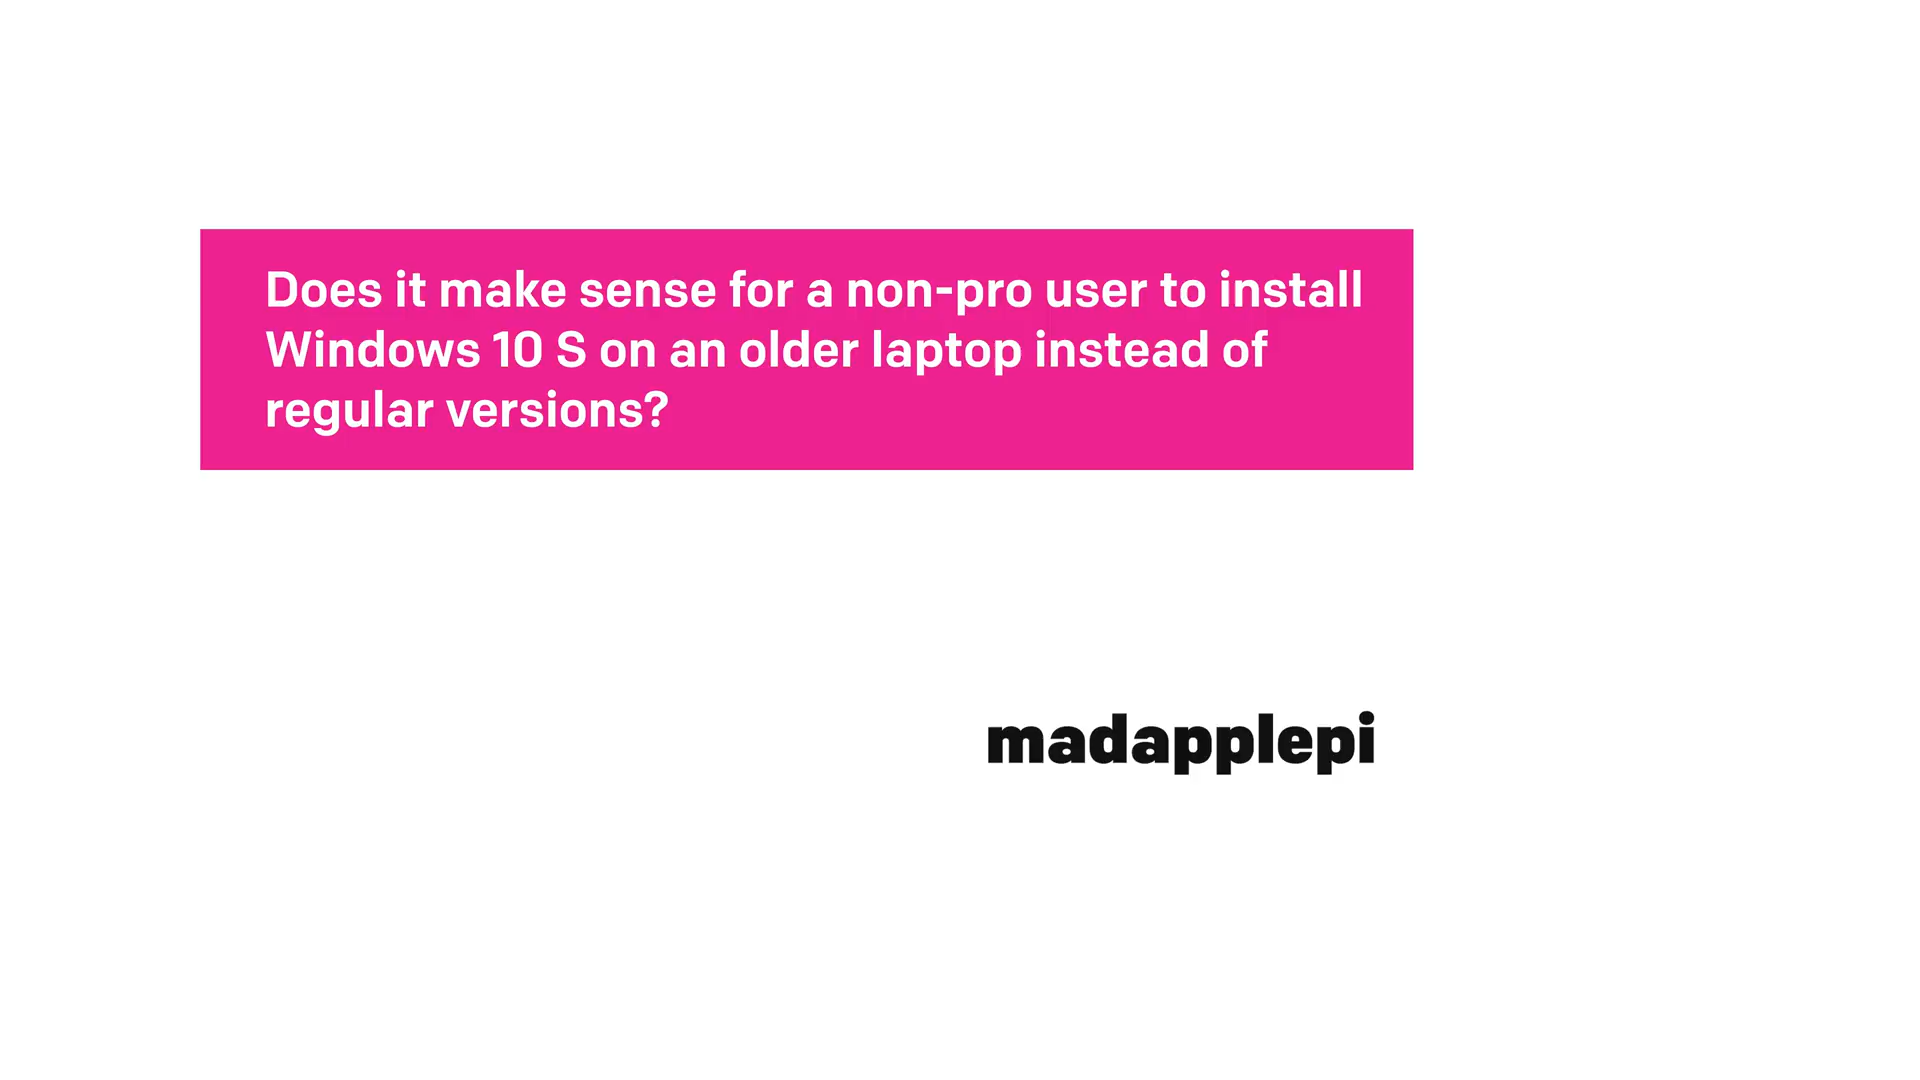 Does it make sense for a non-pro user to install
Windows 10 S on an older laptop instead of
regular versions?
madapplepi